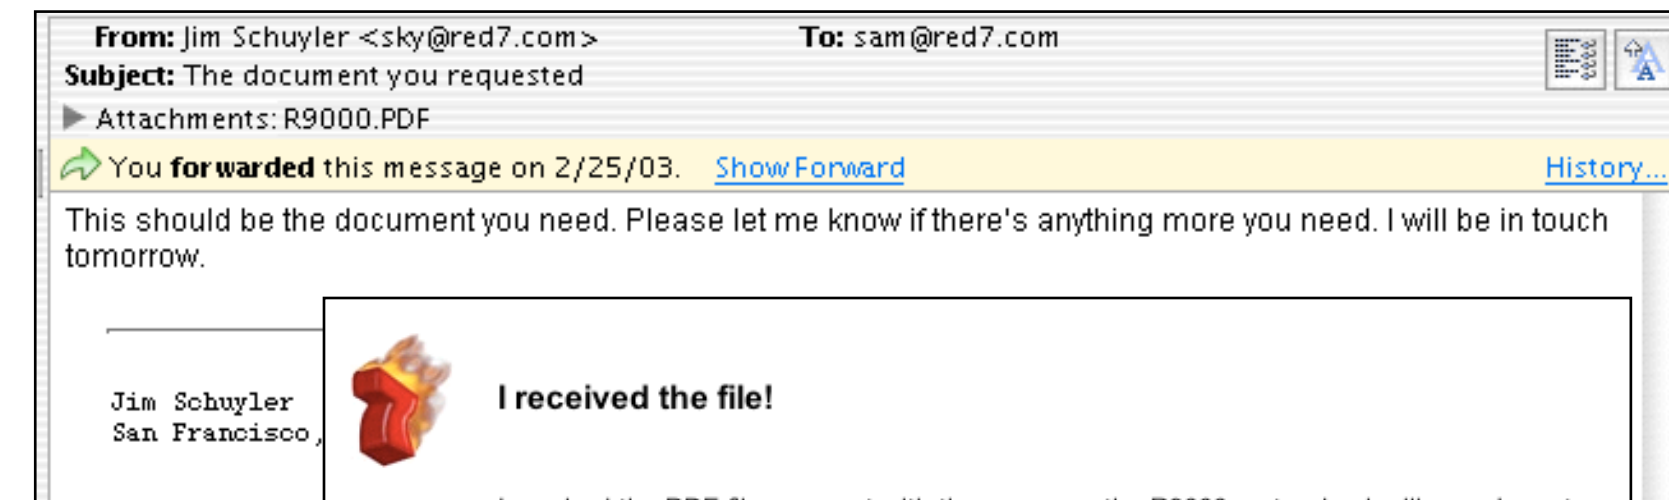 From: Jim Schuyler <sky@red7.com> To: sam@red7.com
Subject: The document you requested
Attachments: R9000.PDF
You forwarded this message on 2/25/03. Show Forward History...
This should be the document you need. Please let me know if there's anything more you need. I will be in touch
tomorrow.
I received the file!
Jim Schuyler
San Francisco,